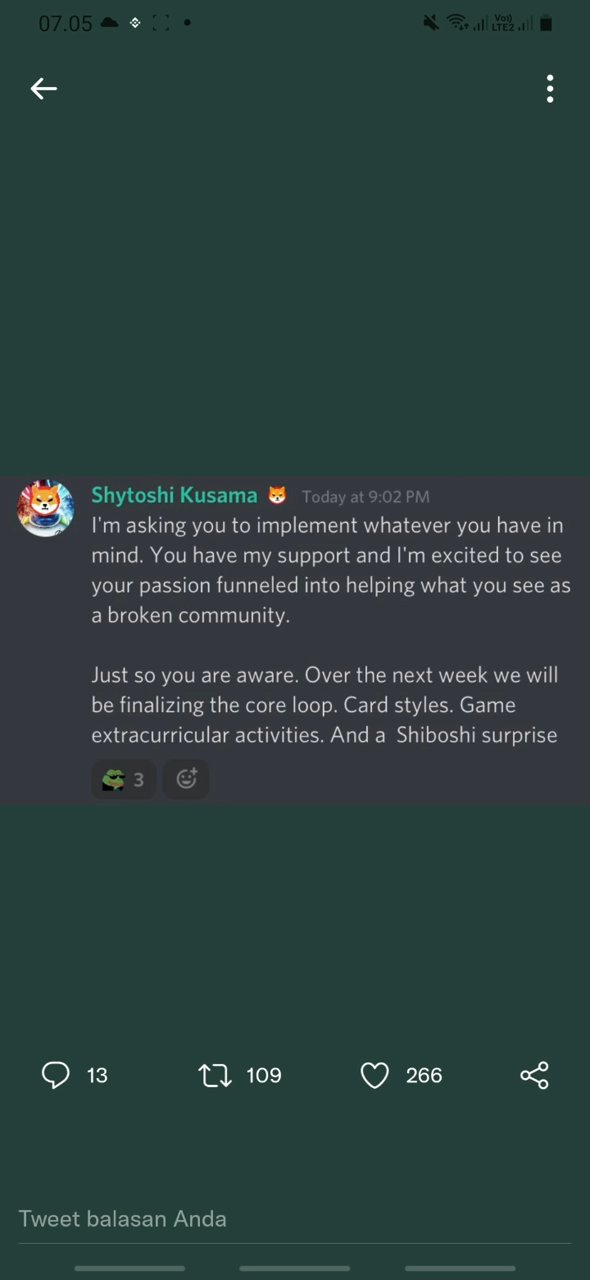 07.05
Vo)
LTE2
Shytoshi Kusama Today at 9:02 PM
I'm asking you to implement whatever you have in
mind. You have my support and I'm excited to see
your passion funneled into helping what you see as
a broken community.
Just so you are aware. Over the next week we will
be finalizing the core loop. Card styles. Game
extracurricular activities. And a Shiboshi surprise
3
13 109 266
Tweet balasan Anda